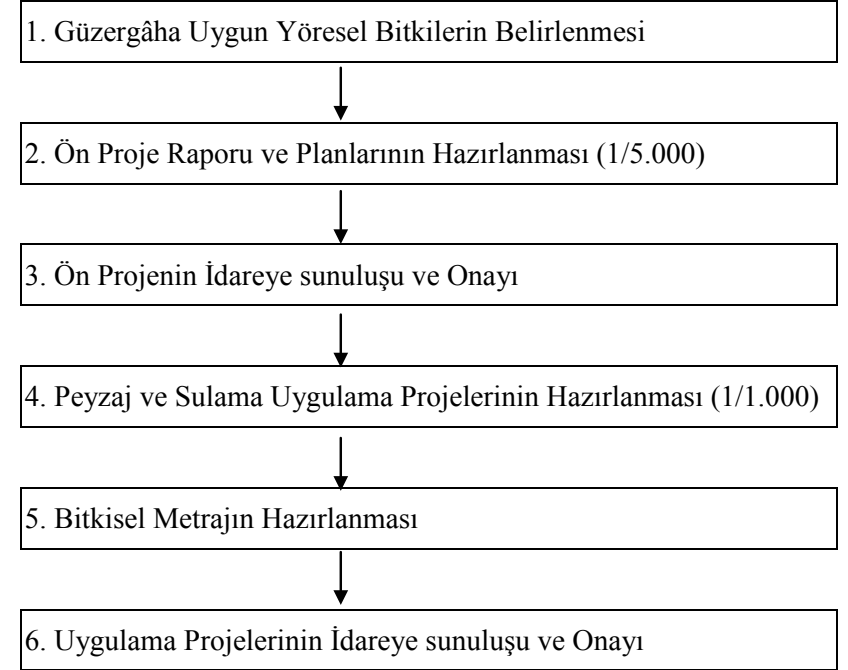 1. Güzergâha Uygun Yöresel Bitkilerin Belirlenmesi
2. Ön Proje Raporu ve Planlarının Hazırlanması (1/5.000)
3. Ön Projenin İdareye sunuluşu ve Onayı
4. Peyzaj ve Sulama Uygulama Projelerinin Hazırlanması (1/1.000)
5. Bitkisel Metrajın Hazırlanması
6. Uygulama Projelerinin İdareye sunuluşu ve Onayı